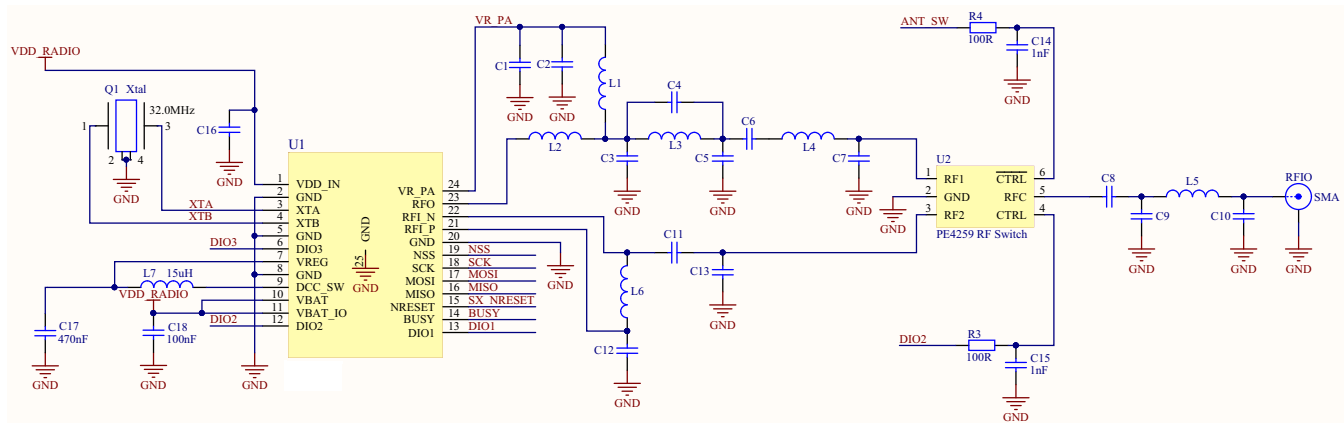 VR_PA
ANT_SW
R4
100R
C14
1nF
GND
VDD_RADIO
C1
GND
C2
GND
L1
C4
Q1 Xtal
32.0MHz
1
3
2
4
GND
C16
GND
L2
C3
GND
L3
C5
GND
C6
L4
C7
GND
U1
1
VDD_IN
2
GND
3
XTA
XTA
4
XTB
XTB
5
GND
6
DIO3
DIO3
7
VREG
8
GND
9
DCC_SW
10
VBAT
11
VBAT_IO
12
DIO2
DIO2
GND
25
GND
VR_PA
24
RFO
23
RFI_N
22
RFI_P
21
GND
20
NSS
19
NSS
SCK
18
SCK
MOSI
17
MOSI
MISO
16
MISO
NRESET
15
SX_NRESET
BUSY
14
BUSY
DIO1
13
DIO1
GND
L7 15uH
VDD_RADIO
C17
470nF
GND
C18
100nF
GND
GND
C11
L6
C13
GND
C12
GND
U2
1
RF1
2
GND
3
RF2
CTRL
6
RFC
5
CTRL
4
PE4259 RF Switch
GND
C8
C9
GND
L5
C10
GND
RFIO
SMA
GND
DIO2
R3
100R
C15
1nF
GND